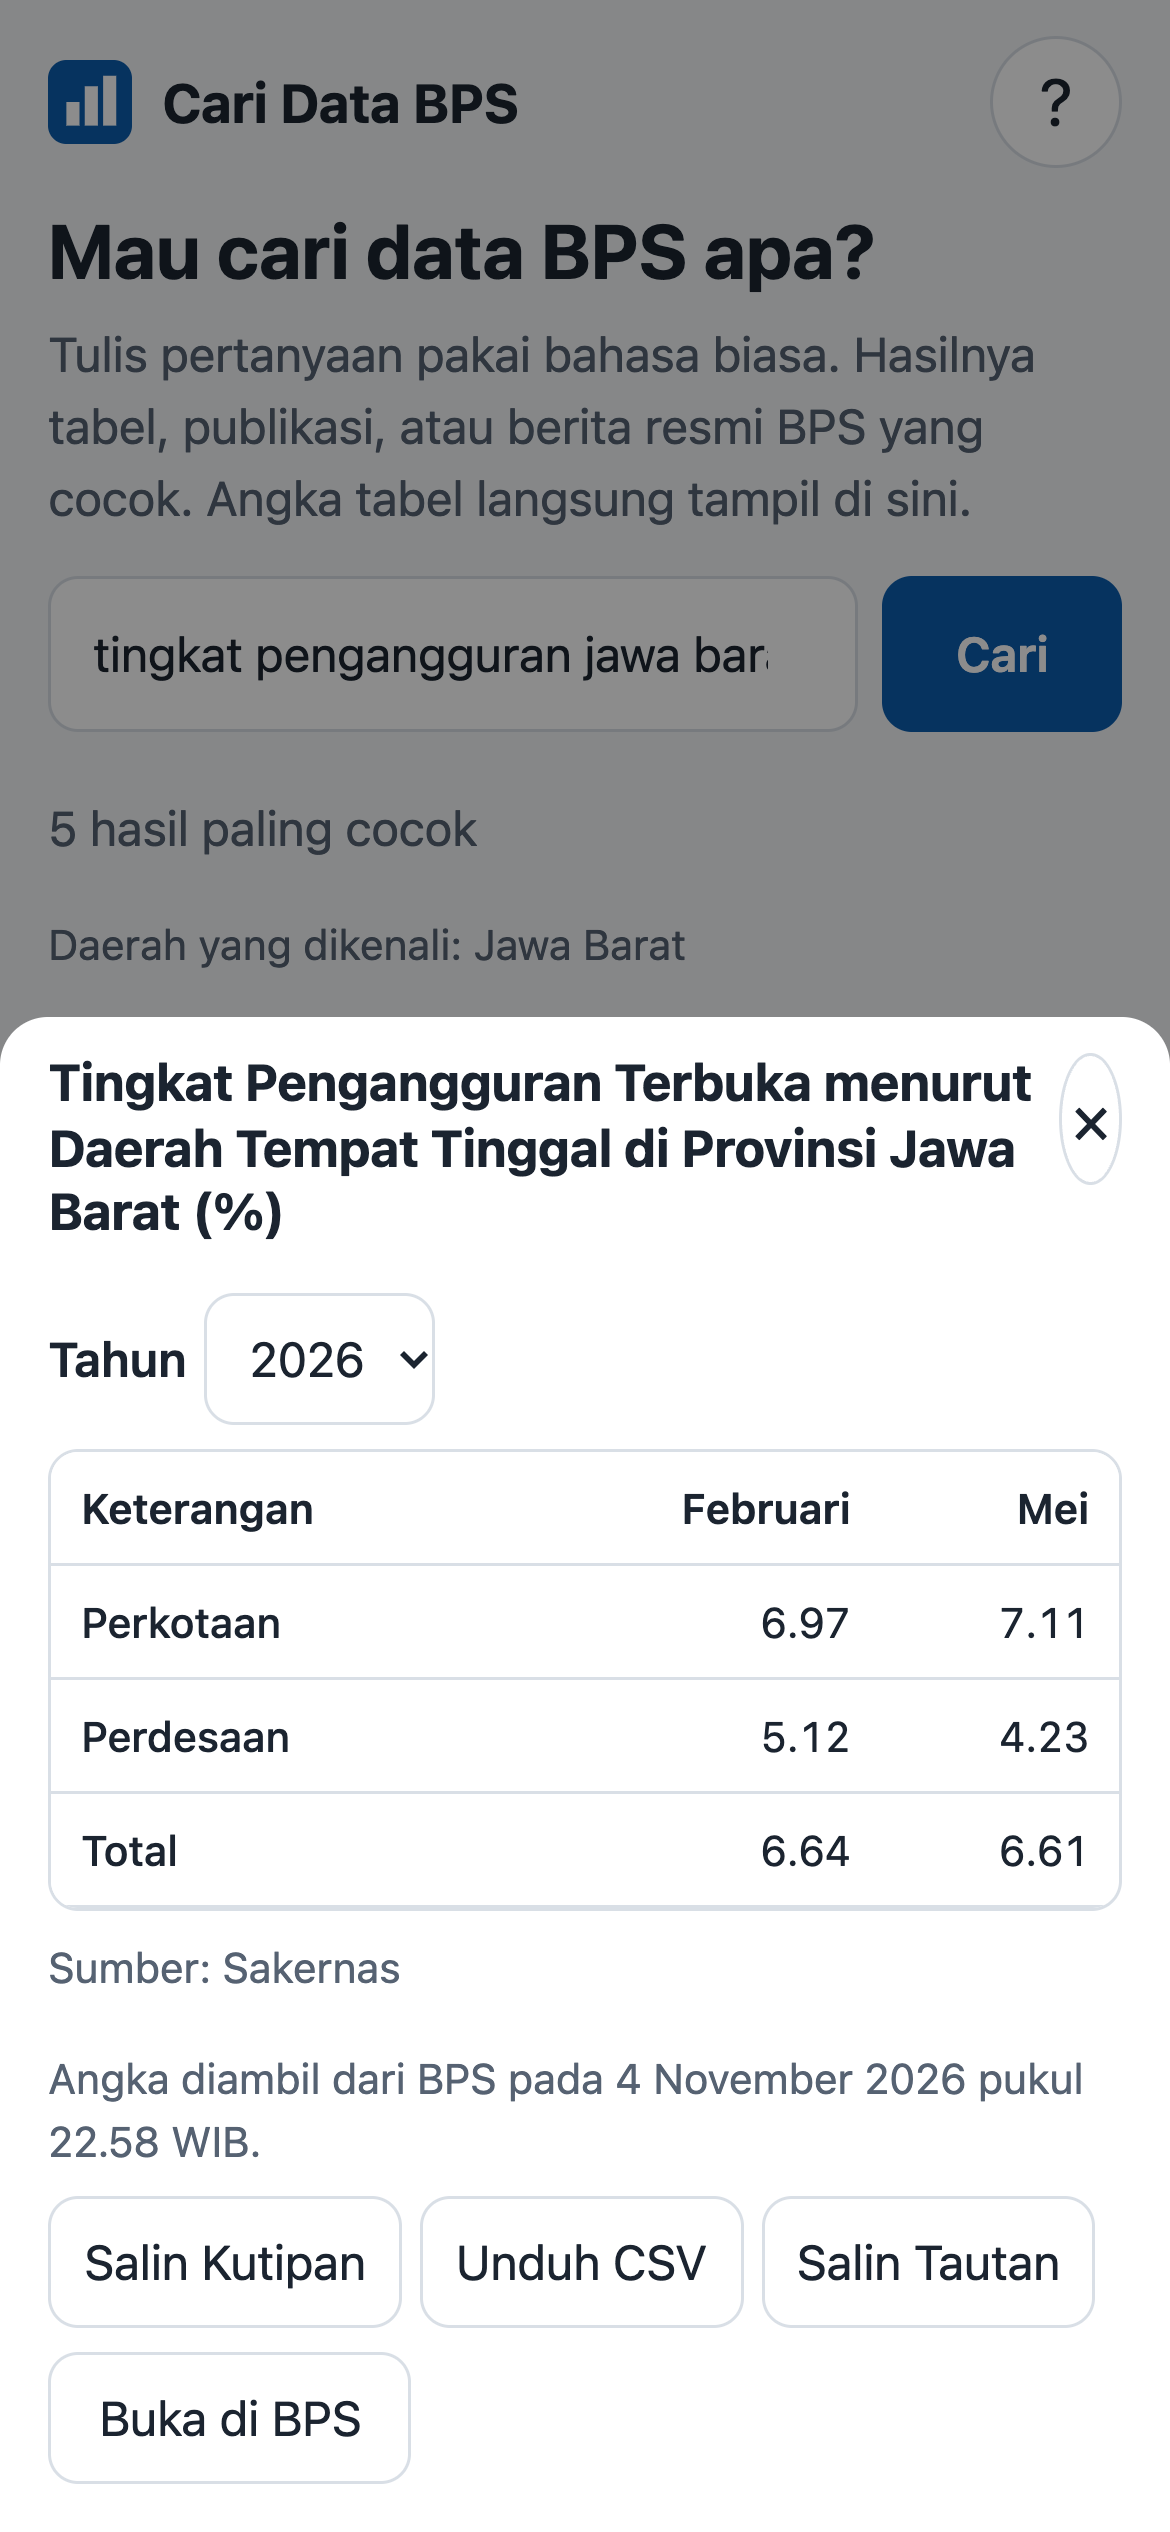 Cari Data BPS
?
Mau cari data BPS apa?
Tulis pertanyaan pakai bahasa biasa. Hasilnya
tabel, publikasi, atau berita resmi BPS yang
cocok. Angka tabel langsung tampil di sini.
tingkat pengangguran jawa bar
Cari
5 hasil paling cocok
Daerah yang dikenali: Jawa Barat
Tingkat Pengangguran Terbuka menurut
Daerah Tempat Tinggal di Provinsi Jawa
Barat (%)
×
Tahun 2026
Keterangan Februari Mei
Perkotaan 6.97 7.11
Perdesaan 5.12 4.23
Total 6.64 6.61
Sumber: Sakernas
Angka diambil dari BPS pada 4 November 2026 pukul
22.58 WIB.
Salin Kutipan Unduh CSV Salin Tautan
Buka di BPS